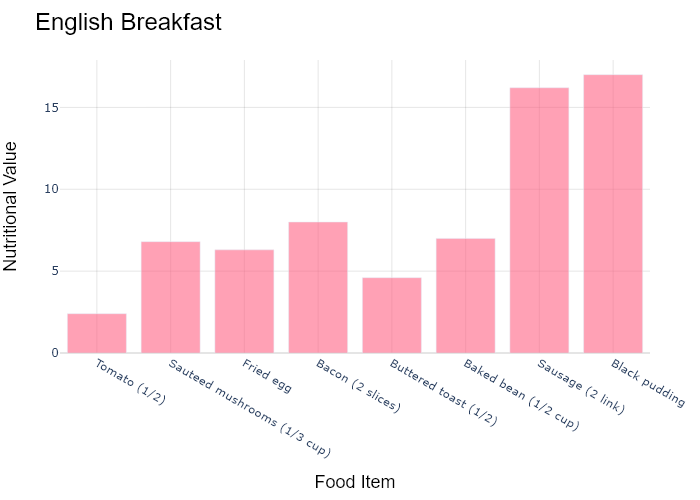 English Breakfast
Nutritional Value
15
10
5
0
Tomato (1/2)
Sauteed mushrooms (1/3 cup)
Fried egg
Bacon (2 slices)
Buttered toast (1/2)
Baked bean (1/2 cup)
Sausage (2 link)
Black pudding
Food Item